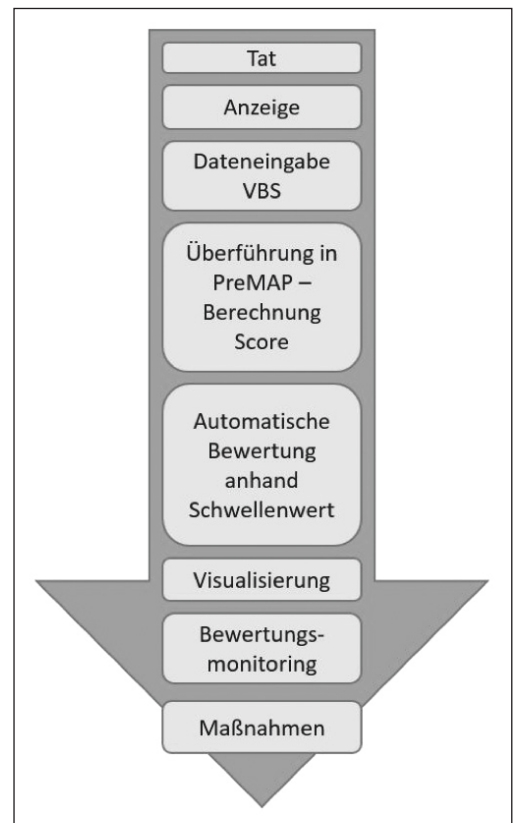 Tat
Anzeige
Dateneingabe
VBS
Überführung in
PreMAP –
Berechnung
Score
Automatische
Bewertung
anhand
Schwellenwert
Visualisierung
Bewertungs-
monitoring
Maßnahmen